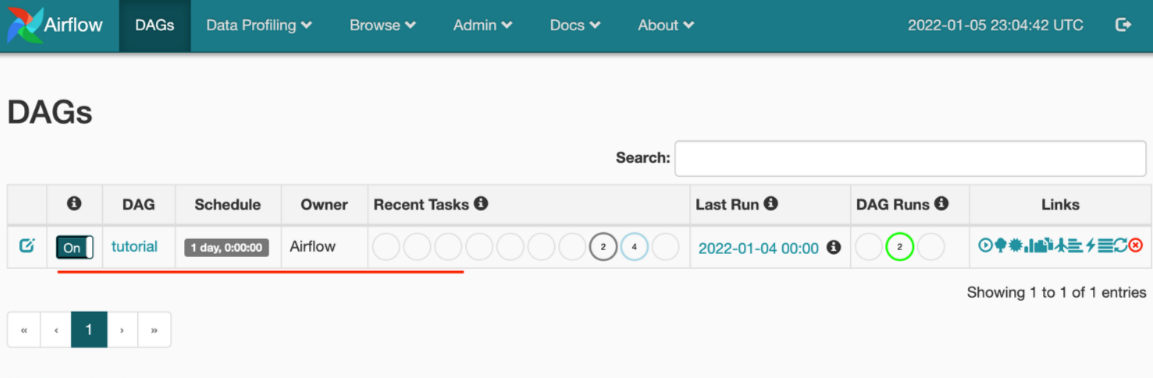 Airflow DAGs Data Profiling Browse Admin Docs About 2022-01-05 23:04:42 UTC
DAGs
Search:
DAG Schedule Owner Recent Tasks Last Run DAG Runs Links
On tutorial 1 day, 0:00:00 Airflow 2 4 2022-01-04 00:00 2
Showing 1 to 1 of 1 entries
« ‹ 1 › »